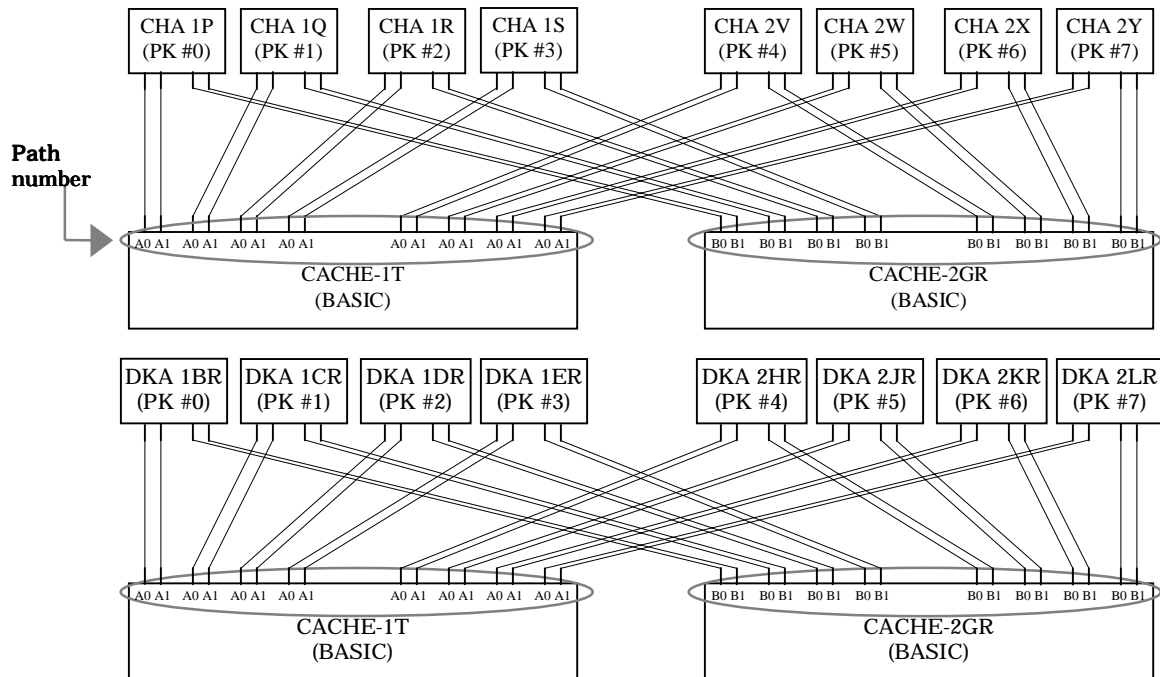 CHA 1P CHA 1Q CHA 1R CHA 1S CHA 2V CHA 2W CHA 2X CHA 2Y
(PK #0) (PK #1) (PK #2) (PK #3) (PK #4) (PK #5) (PK #6) (PK #7)
Path
number
A0 A1 A0 A1 A0 A1 A0 A1 A0 A1 A0 A1 A0 A1 A0 A1 B0 B1 B0 B1 B0 B1 B0 B1 B0 B1 B0 B1 B0 B1 B0 B1
CACHE-1T CACHE-2GR
(BASIC) (BASIC)
DKA 1BR DKA 1CR DKA 1DR DKA 1ER DKA 2HR DKA 2JR DKA 2KR DKA 2LR
(PK #0) (PK #1) (PK #2) (PK #3) (PK #4) (PK #5) (PK #6) (PK #7)
A0 A1 A0 A1 A0 A1 A0 A1 A0 A1 A0 A1 A0 A1 A0 A1 B0 B1 B0 B1 B0 B1 B0 B1 B0 B1 B0 B1 B0 B1 B0 B1
CACHE-1T CACHE-2GR
(BASIC) (BASIC)